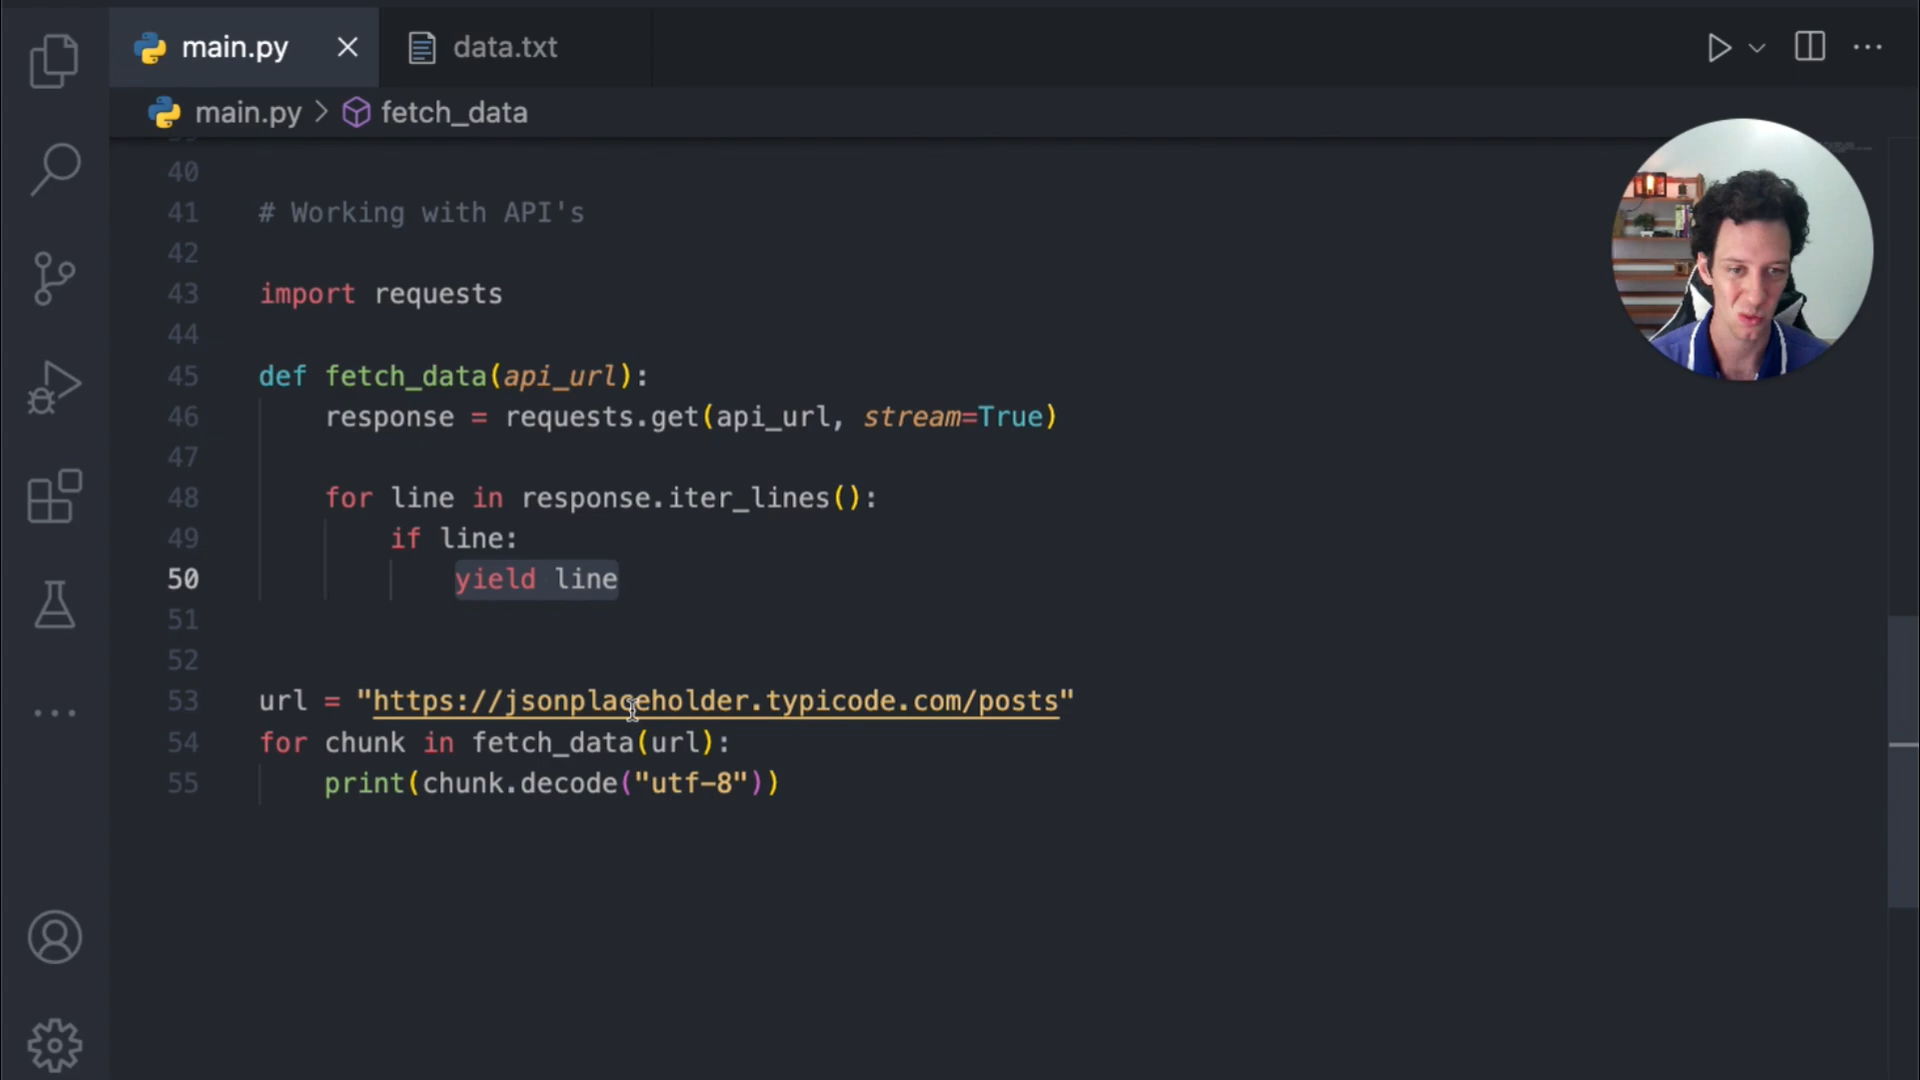 main.py
data.txt
main.py > fetch_data
40
41 # Working with API's
42
43 import requests
44
45 def fetch_data(api_url):
46 response = requests.get(api_url, stream=True)
47
48 for line in response.iter_lines():
49 if line:
50 yield line
51
52
53 url = "https://jsonplaceholder.typicode.com/posts"
54 for chunk in fetch_data(url):
55 print(chunk.decode("utf-8"))